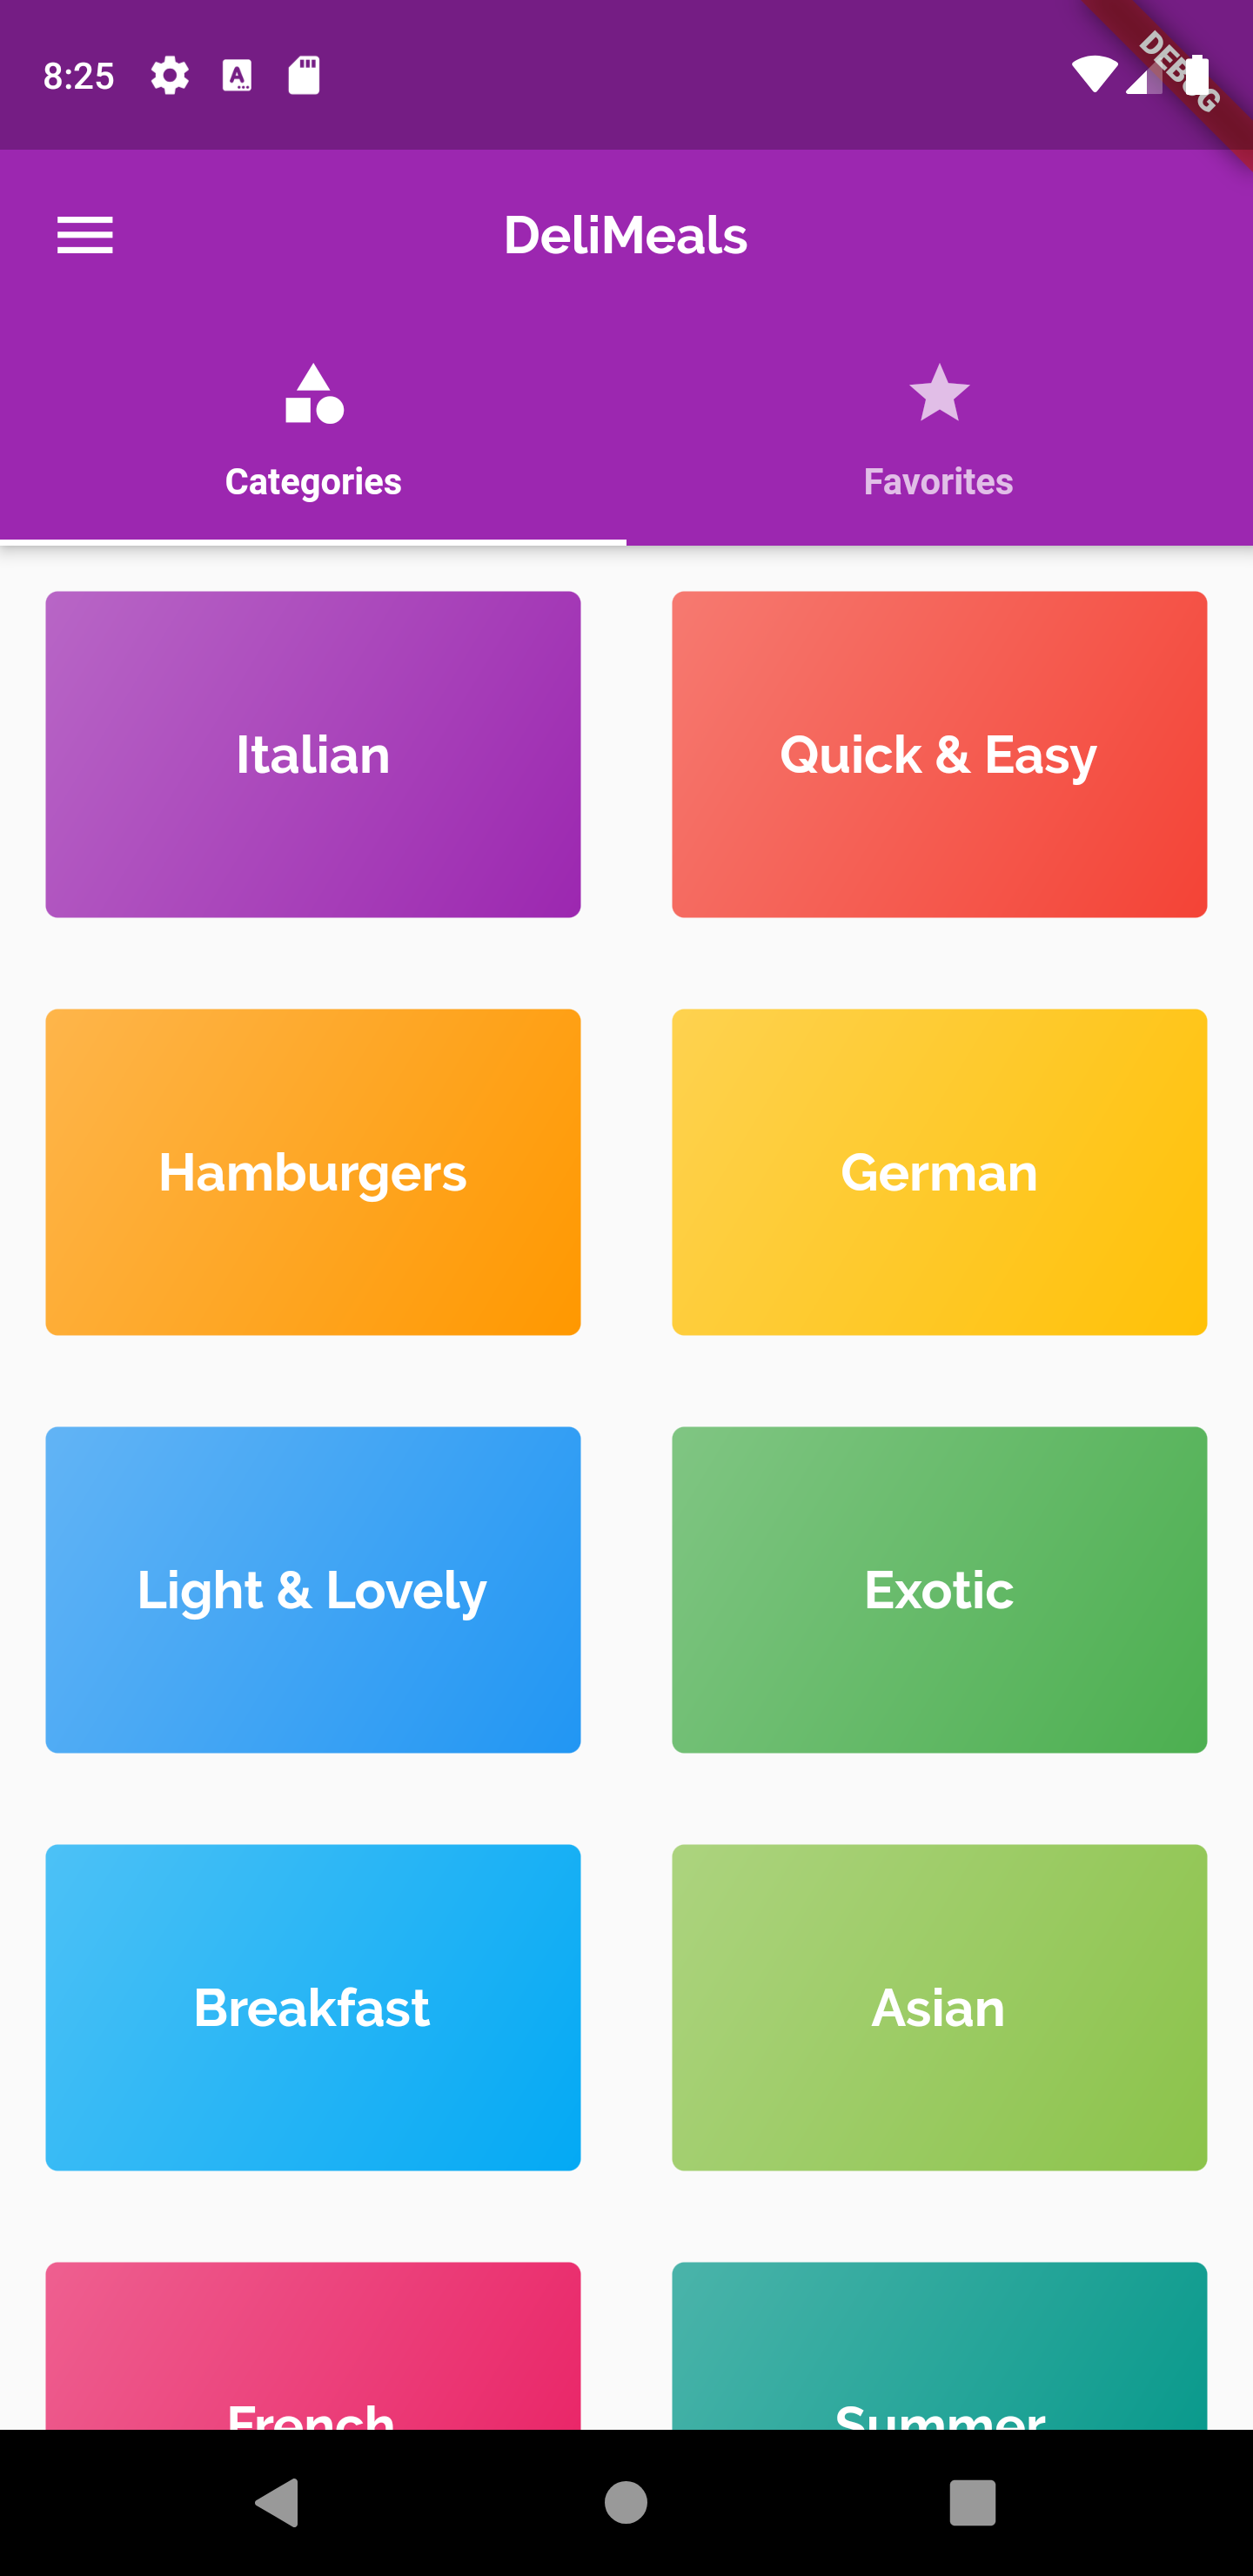 8:25
DEBUG
DeliMeals
Categories
Favorites
Italian
Quick & Easy
Hamburgers
German
Light & Lovely
Exotic
Breakfast
Asian
French
Summer